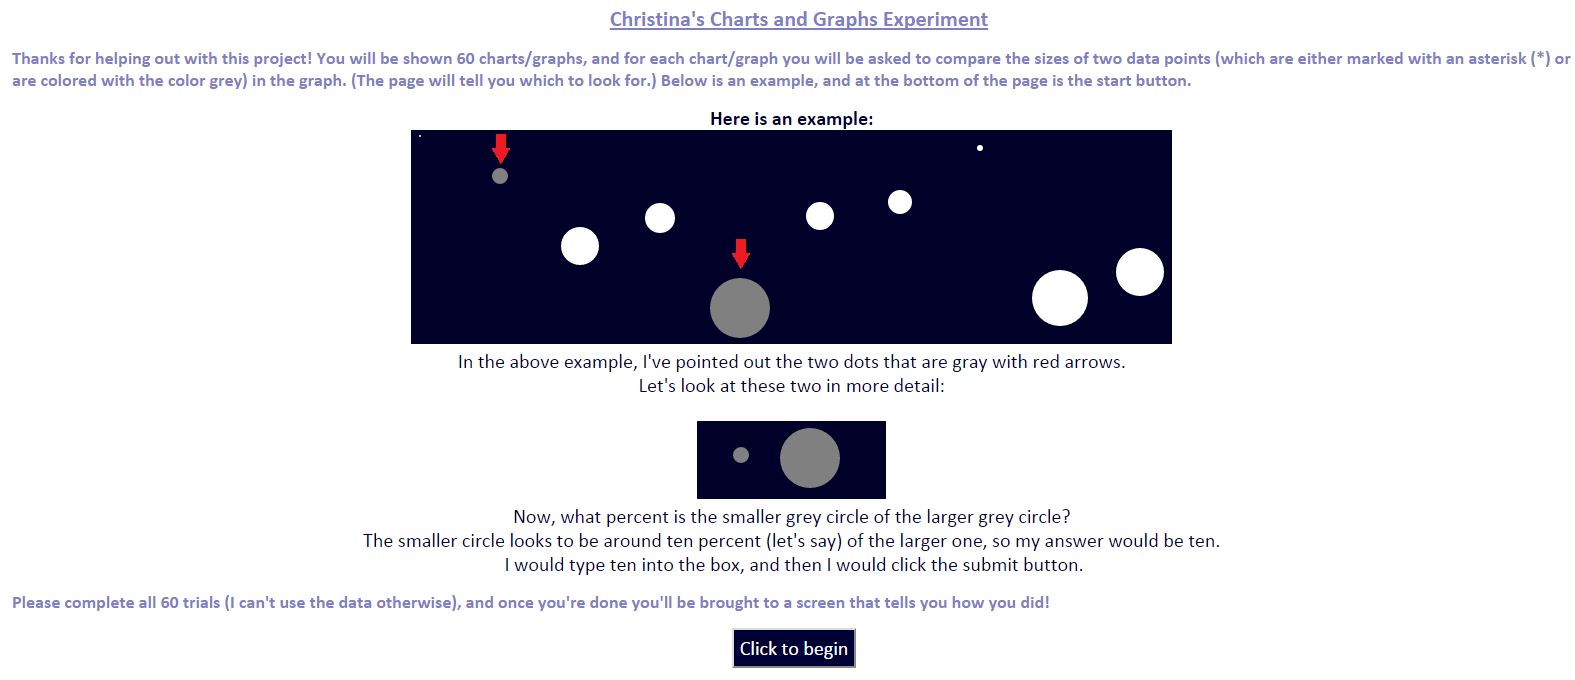 Christina's Charts and Graphs Experiment
Thanks for helping out with this project! You will be shown 60 charts/graphs, and for each chart/graph you will be asked to compare the sizes of two data points (which are either marked with an asterisk (*) or
are colored with the color grey) in the graph. (The page will tell you which to look for.) Below is an example, and at the bottom of the page is the start button.
Here is an example:
In the above example, I've pointed out the two dots that are gray with red arrows.
Let's look at these two in more detail:
Now, what percent is the smaller grey circle of the larger grey circle?
The smaller circle looks to be around ten percent (let's say) of the larger one, so my answer would be ten.
I would type ten into the box, and then I would click the submit button.
Please complete all 60 trials (I can't use the data otherwise), and once you're done you'll be brought to a screen that tells you how you did!
Click to begin